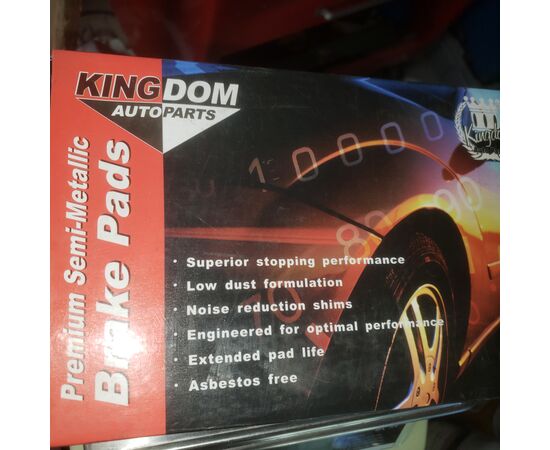 KINGDOM
AUTOPARTS
Premium Semi-Metallic
Brake Pads
10000
· Superior stopping performance
· Low dust formulation
· Noise reduction shims
· Engineered for optimal performance
· Extended pad life
· Asbestos free